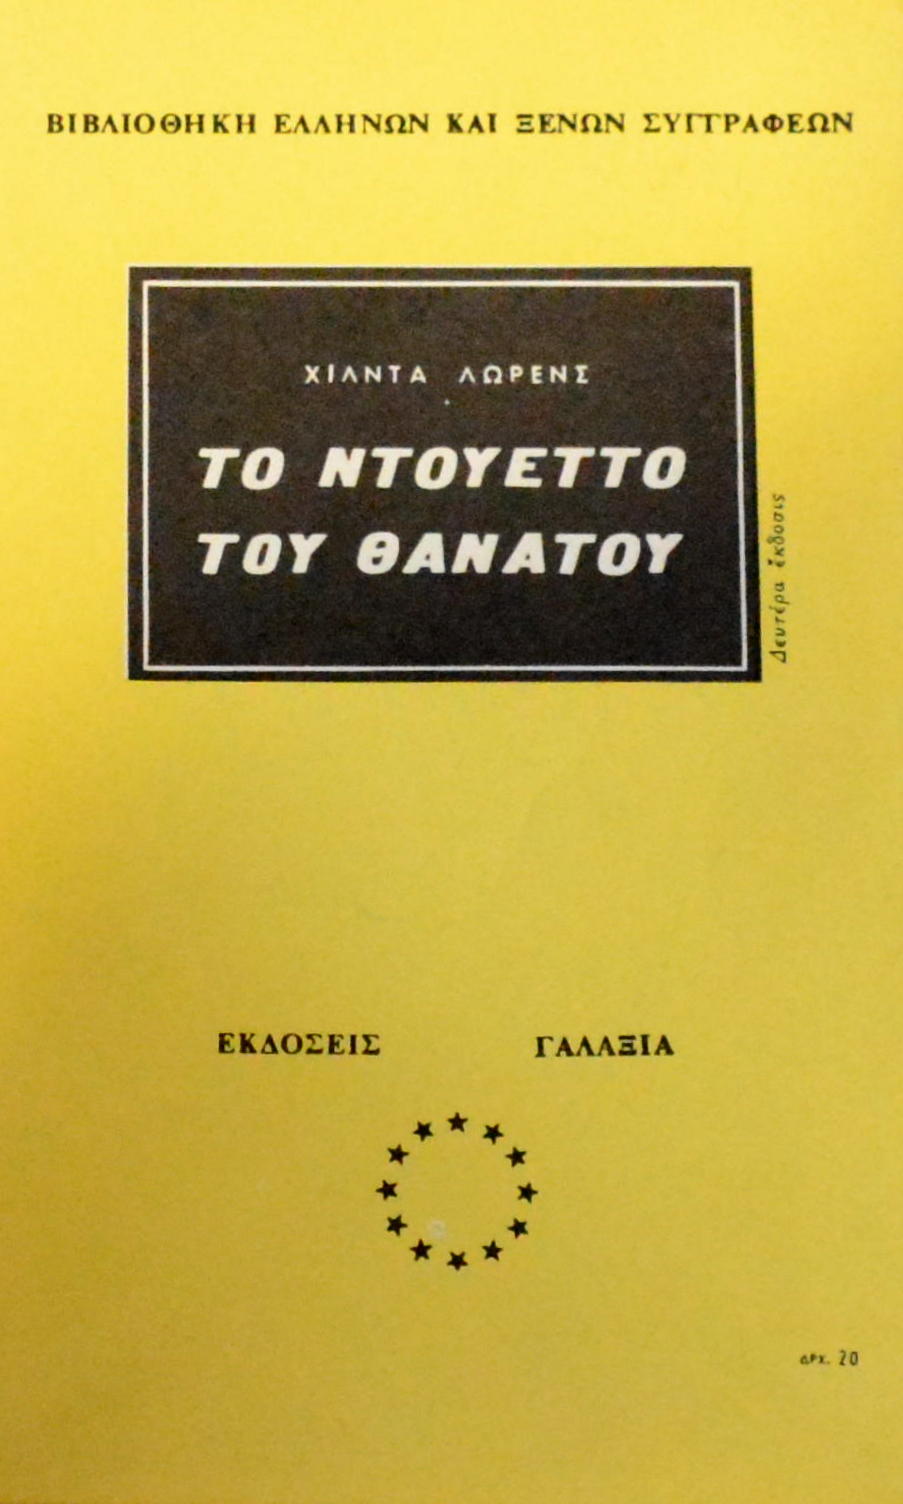 ΒΙΒΛΙΟΘΗΚΗ ΕΛΛΗΝΩΝ ΚΑΙ ΞΕΝΩΝ ΣΥΓΓΡΑΦΕΩΝ
ΧΙΛΝΤΑ ΛΩΡΕΝΣ
ΤΟ ΝΤΟΥΕΤΤΟ
ΤΟΥ ΘΑΝΑΤΟΥ
Δευτέρα ἔκδοσις
ΕΚΔΟΣΕΙΣ ΓΑΛΑΞΙΑ
ΔΡΧ. 20